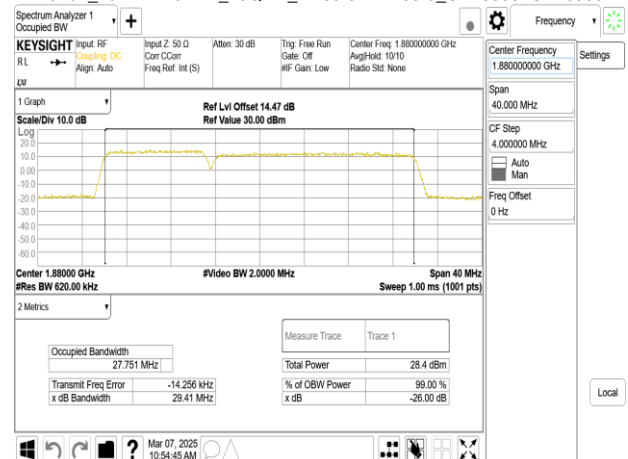 Spectrum Analyzer 1
Occupied BW
Frequency
KEYSIGHT
RL
Input: RF
Coupling: DC
Align: Auto
Input Z: 50 Ω
Corr CCorr
Freq Ref: Int (S)
Atten: 30 dB
Trig: Free Run
Gate: Off
#IF Gain: Low
Center Freq: 1.880000000 GHz
Avg|Hold: 10/10
Radio Std: None
Center Frequency
1.880000000 GHz
Settings
Span
40.000 MHz
CF Step
4.000000 MHz
Auto
Man
Freq Offset
0 Hz
1 Graph
Scale/Div 10.0 dB
Ref Lvl Offset 14.47 dB
Ref Value 30.00 dBm
Log
20.0
10.0
0.00
-10.0
-20.0
-30.0
-40.0
-50.0
-60.0
Center 1.88000 GHz
#Res BW 620.00 kHz
#Video BW 2.0000 MHz
Span 40 MHz
Sweep 1.00 ms (1001 pts)
2 Metrics
Measure Trace
Trace 1
Occupied Bandwidth
27.751 MHz
Total Power
28.4 dBm
Transmit Freq Error
-14.256 kHz
% of OBW Power
99.00 %
x dB Bandwidth
29.41 MHz
x dB
-26.00 dB
Local
Mar 07, 2025
10:54:45 AM